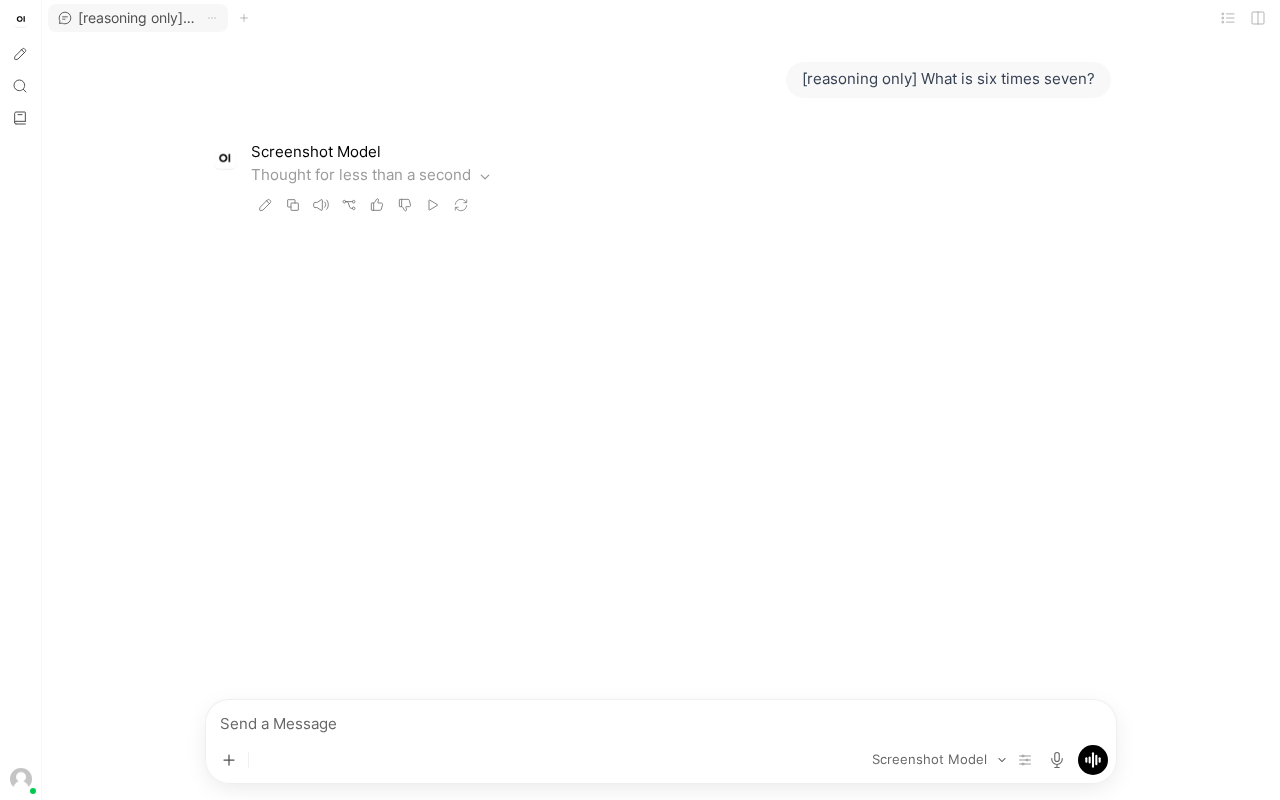 OI
[reasoning only]...
[reasoning only] What is six times seven?
OI
Screenshot Model
Thought for less than a second
Send a Message
Screenshot Model